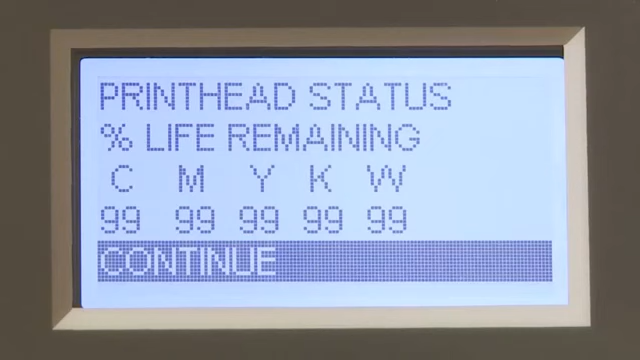 PRINTHEAD STATUS
% LIFE REMAINING
C M Y K W
99 99 99 99 99
CONTINUE